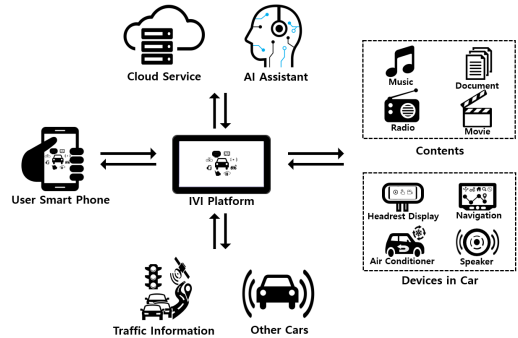 Cloud Service
AI Assistant
Music
Document
Radio
Movie
Contents
User Smart Phone
IVI Platform
Headrest Display
Navigation
Air Conditioner
Speaker
Devices in Car
Traffic Information
Other Cars